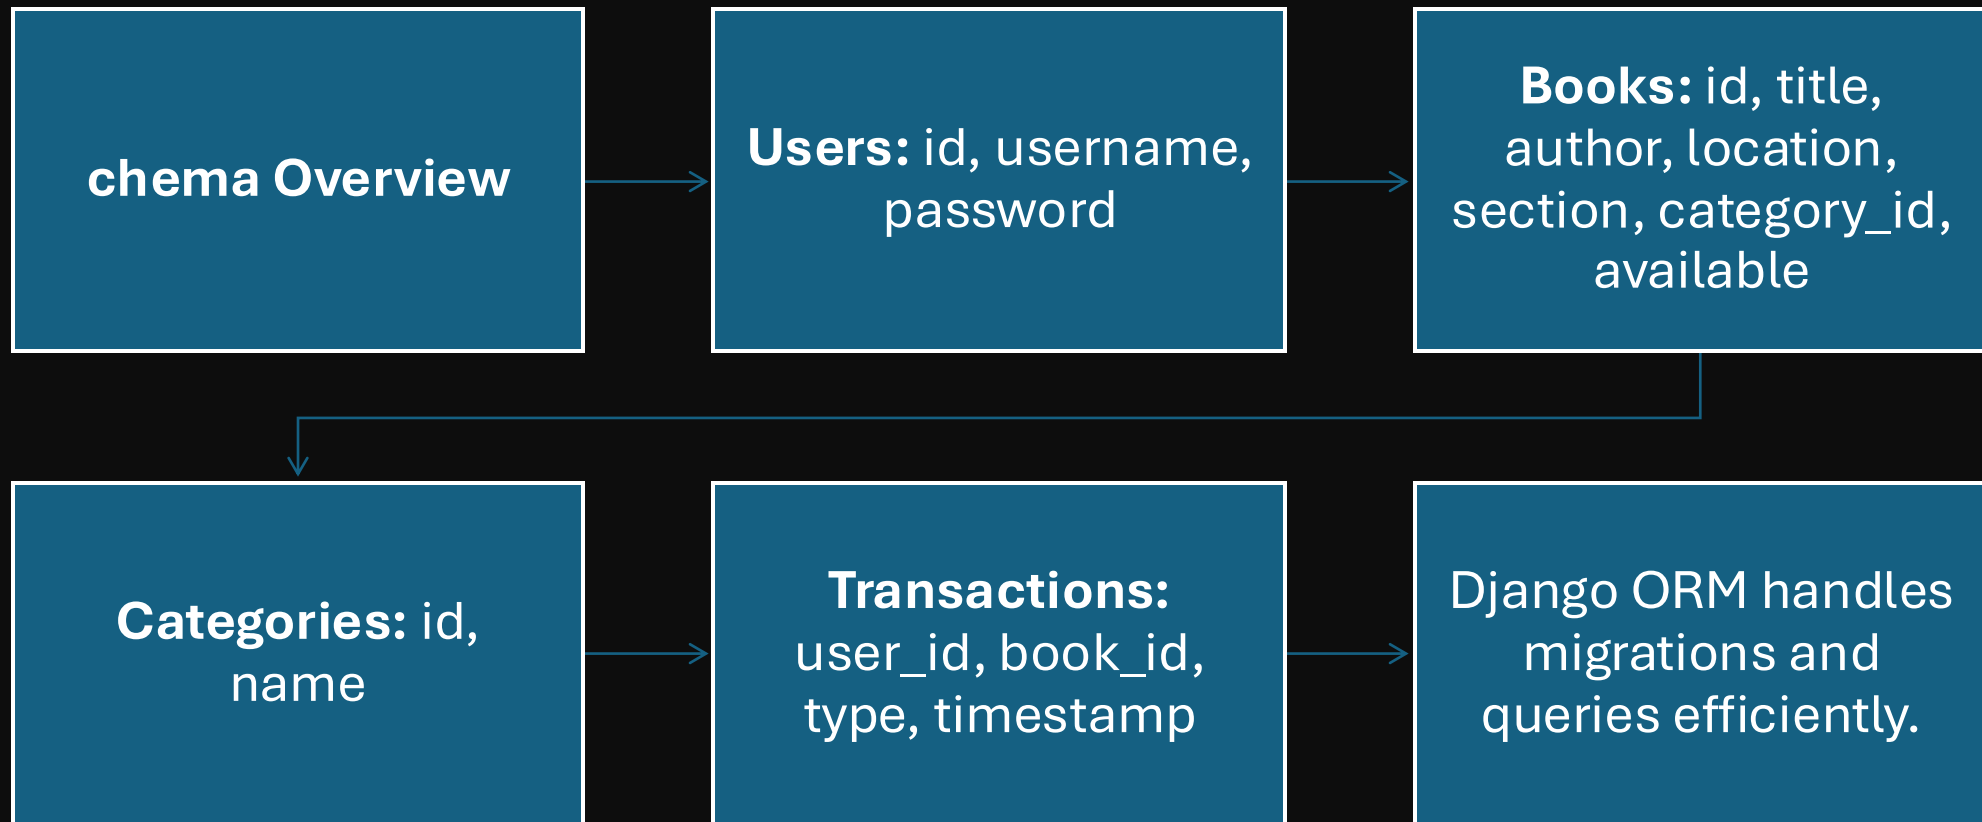 chema Overview
Users: id, username,
password
Books: id, title,
author, location,
section, category_id,
available
Categories: id,
name
Transactions:
user_id, book_id,
type, timestamp
Django ORM handles
migrations and
queries efficiently.